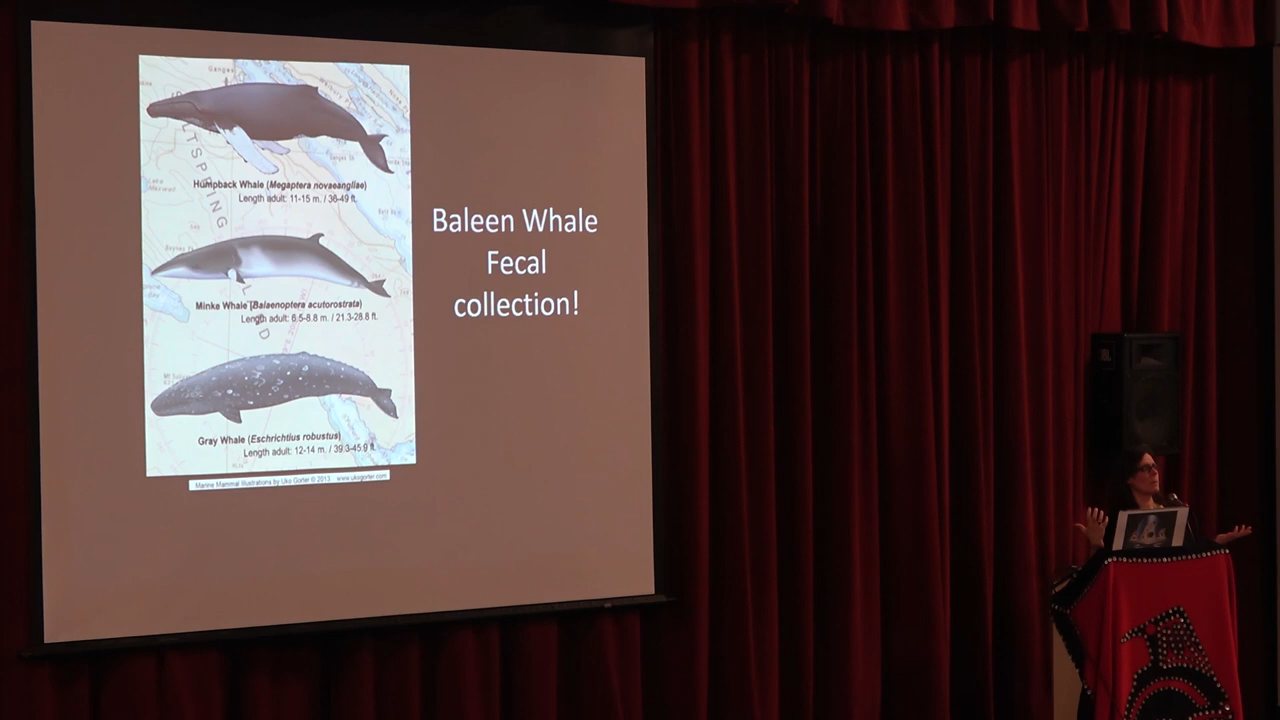 Ganges
SALTSPRING
Humpback Whale (Megaptera novaeangliae)
Length adult: 11-15 m. / 36-49 ft.
Minke Whale (Balaenoptera acutorostrata)
Length adult: 6.5-8.8 m. / 21.3-28.8 ft.
Gray Whale (Eschrichtius robustus)
Length adult: 12-14 m. / 39.3-45.9 ft.
Marine Mammal Illustrations by Uko Gorter © 2013 www.ukogorter.com
Baleen Whale
Fecal
collection!